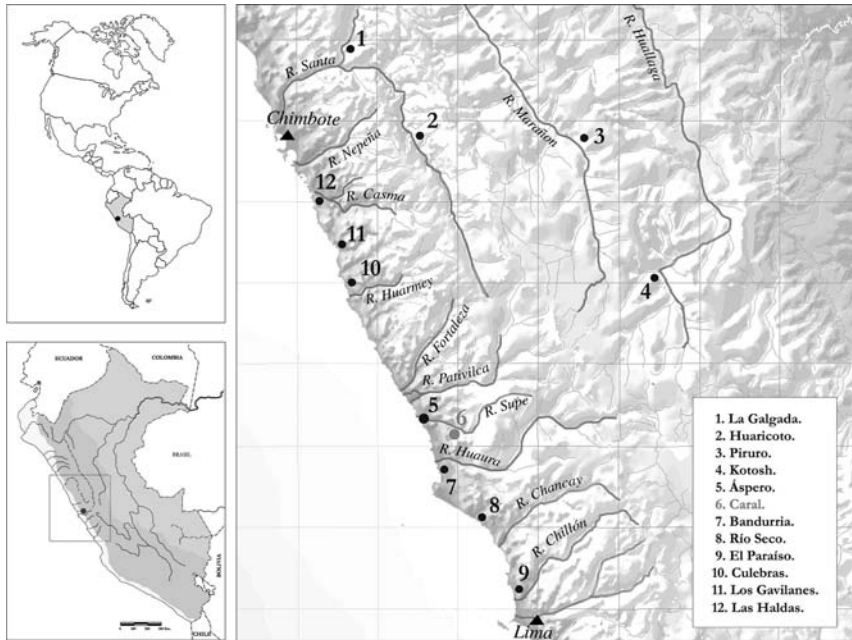 ECUADOR
COLOMBIA
BRASIL
BOLIVIA
CHILE
1
R. Santa
Chimbote
2
R. Nepeña
R. Marañon
R. Huallaga
3
12
R. Casma
11
10
R. Huarmey
4
R. Fortaleza
R. Pativilca
5
6
R. Supe
R. Huaura
7
8
R. Chancay
R. Chillón
9
Lima
1. La Galgada.
2. Huaricoto.
3. Piruro.
4. Kotosh.
5. Áspero.
6. Caral.
7. Bandurria.
8. Río Seco.
9. El Paraíso.
10. Culebras.
11. Los Gavilanes.
12. Las Haldas.